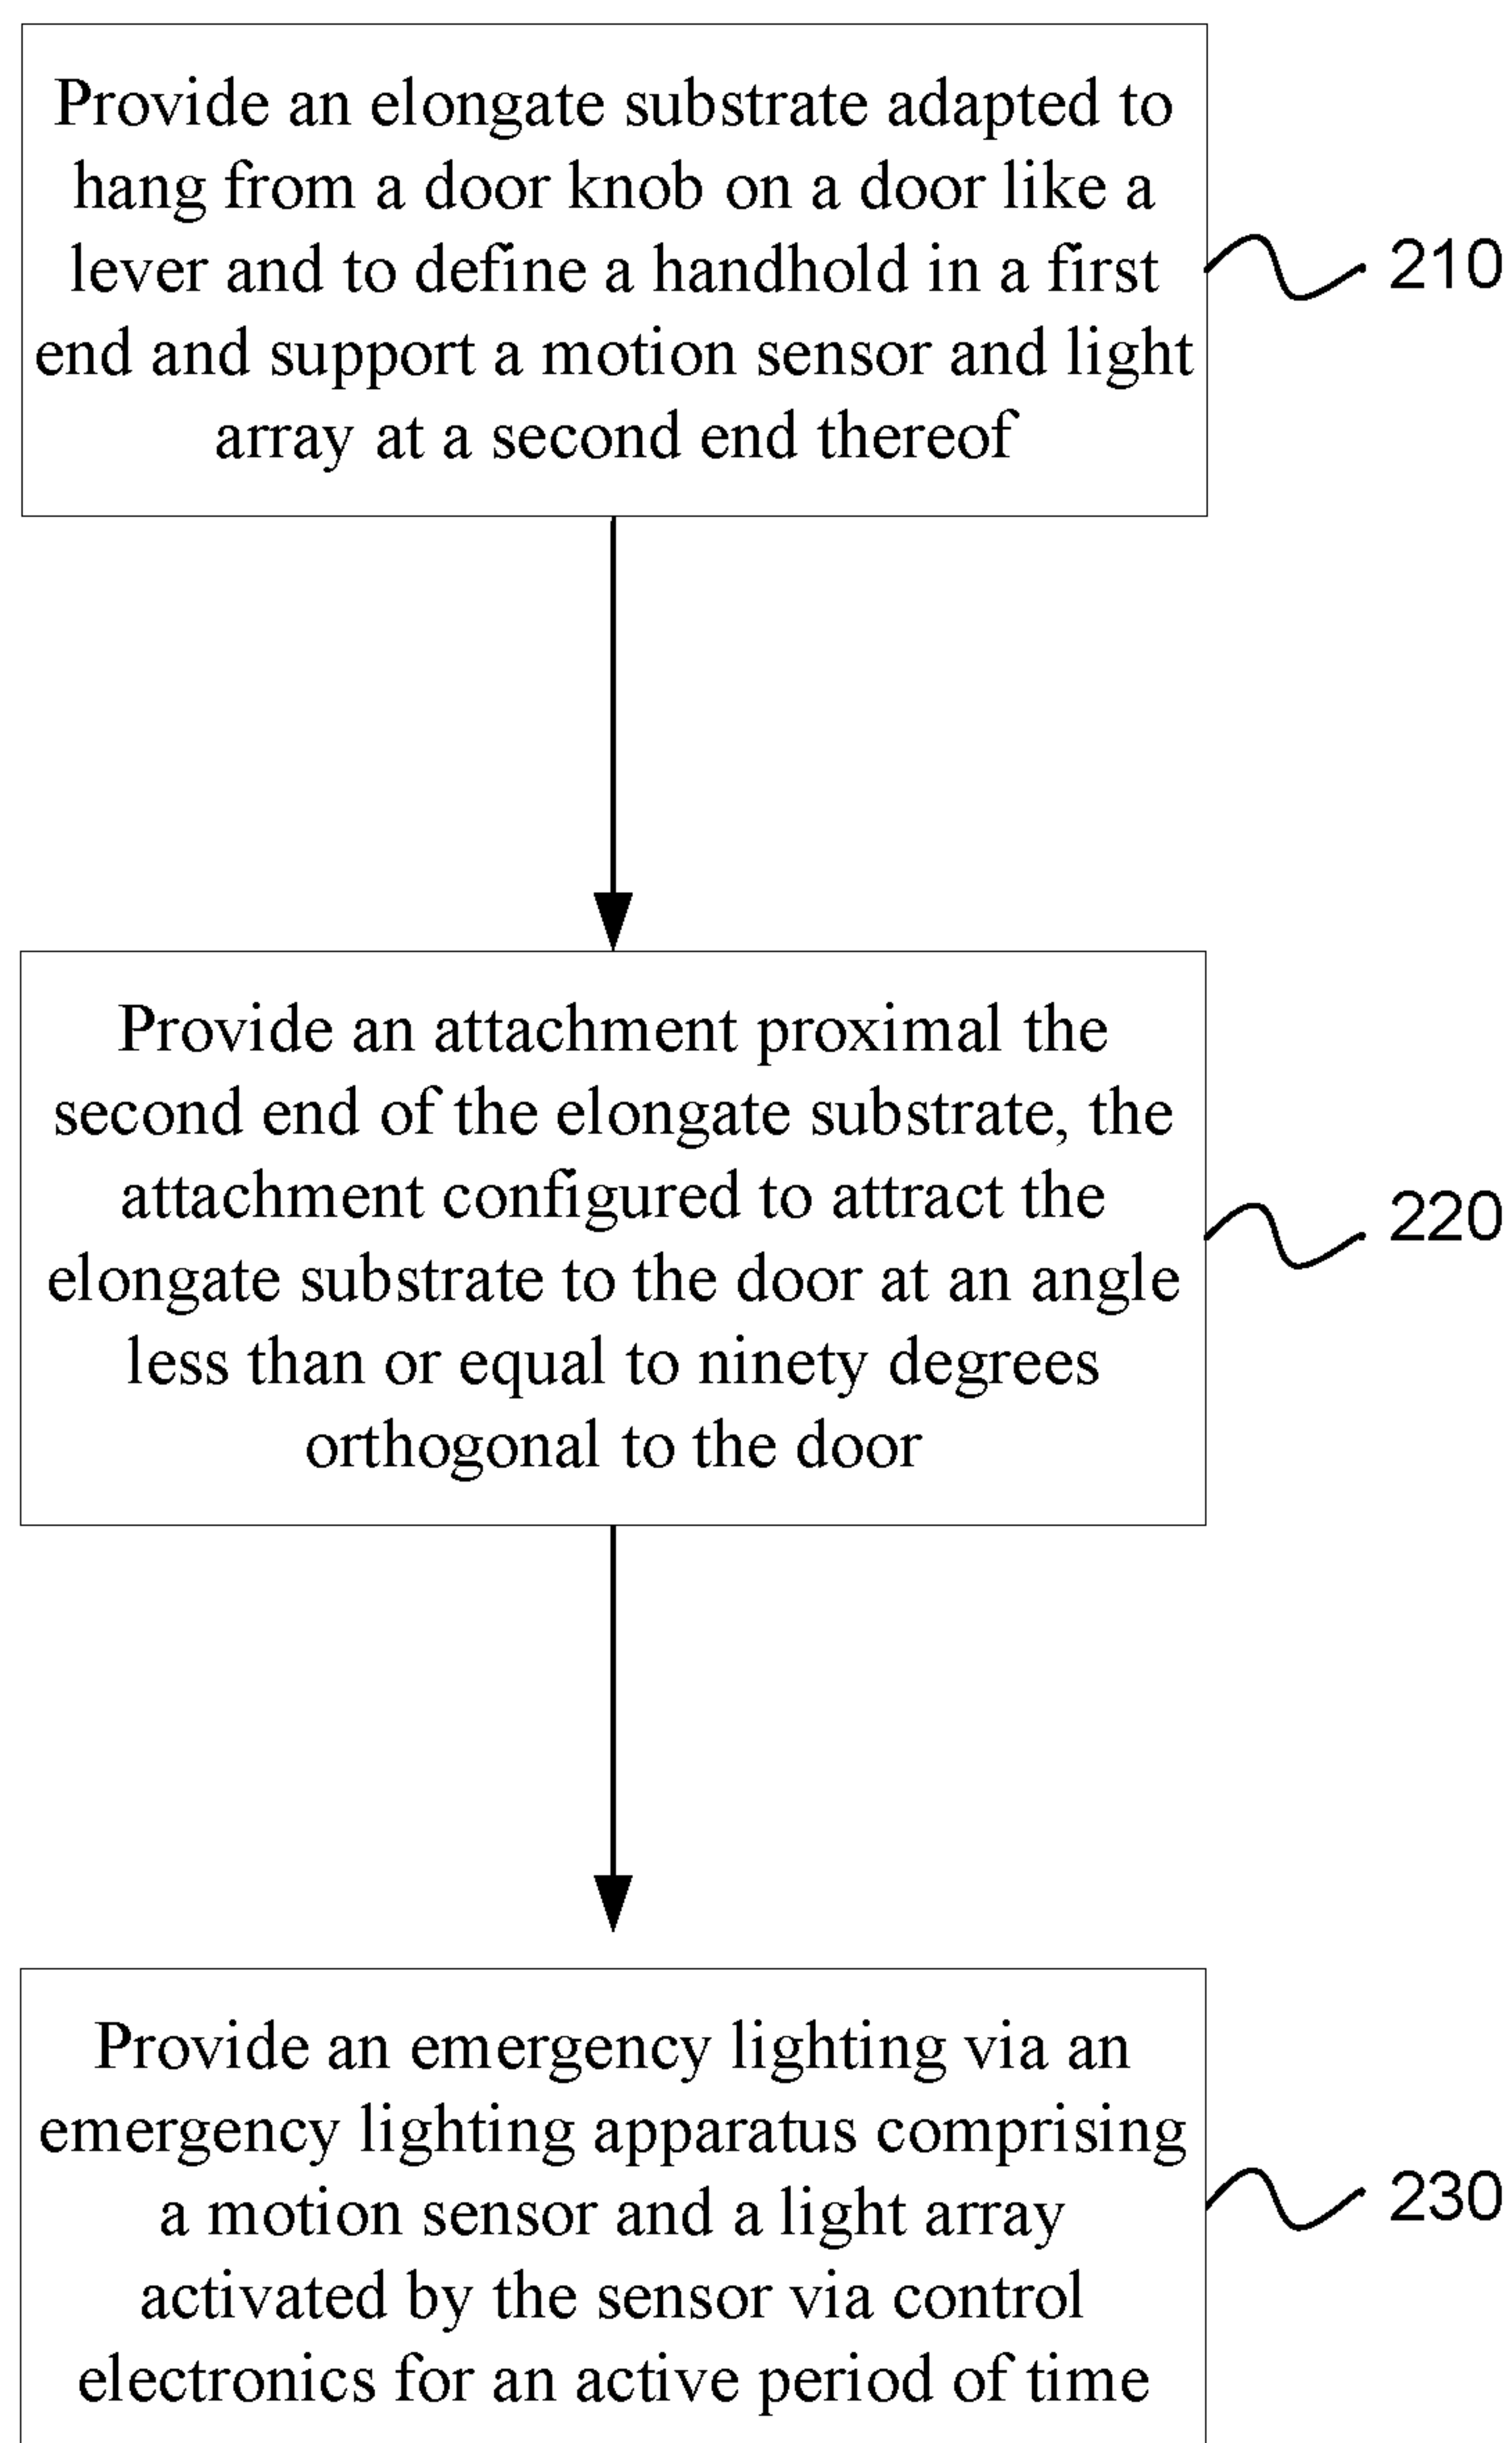 Provide an elongate substrate adapted to
hang from a door knob on a door like a
lever and to define a handhold in a first
end and support a motion sensor and light
array at a second end thereof
210
Provide an attachment proximal the
second end of the elongate substrate, the
attachment configured to attract the
elongate substrate to the door at an angle
less than or equal to ninety degrees
orthogonal to the door
220
Provide an emergency lighting via an
emergency lighting apparatus comprising
a motion sensor and a light array
activated by the sensor via control
electronics for an active period of time
230